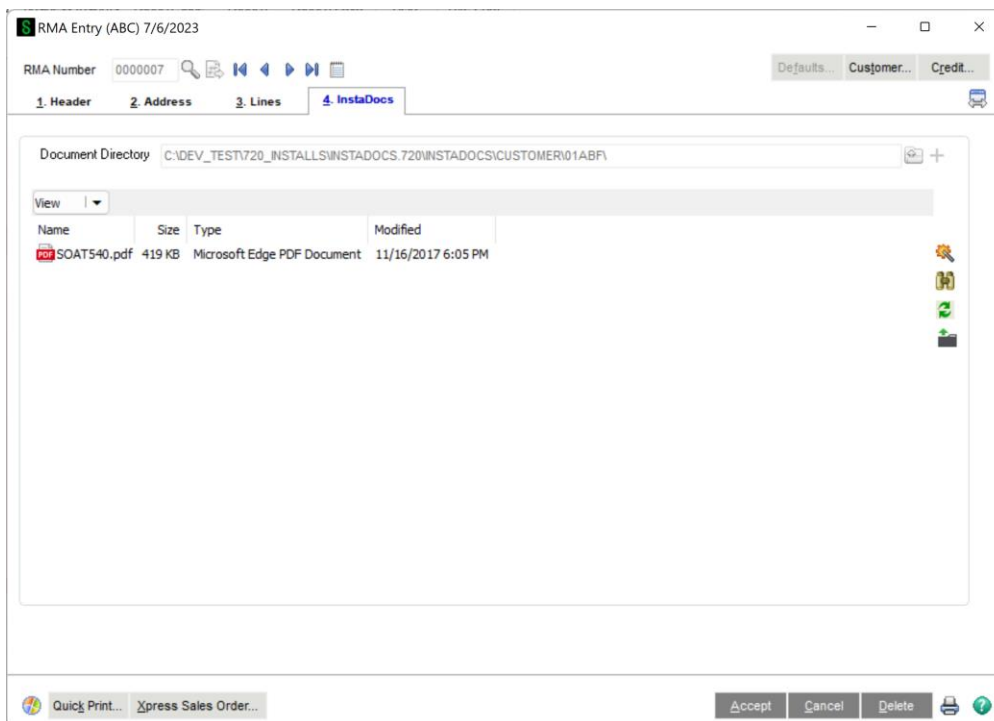 RMA Entry (ABC) 7/6/2023
RMA Number 0000007 Defaults... Customer... Credit...
1. Header 2. Address 3. Lines 4. InstaDocs
Document Directory C:\DEV_TEST\720_INSTALLS\INSTADOCS.720\INSTADOCS\CUSTOMER\01ABF\
View
Name Size Type Modified
PDF SOAT540.pdf 419 KB Microsoft Edge PDF Document 11/16/2017 6:05 PM
Quick Print... Xpress Sales Order... Accept Cancel Delete